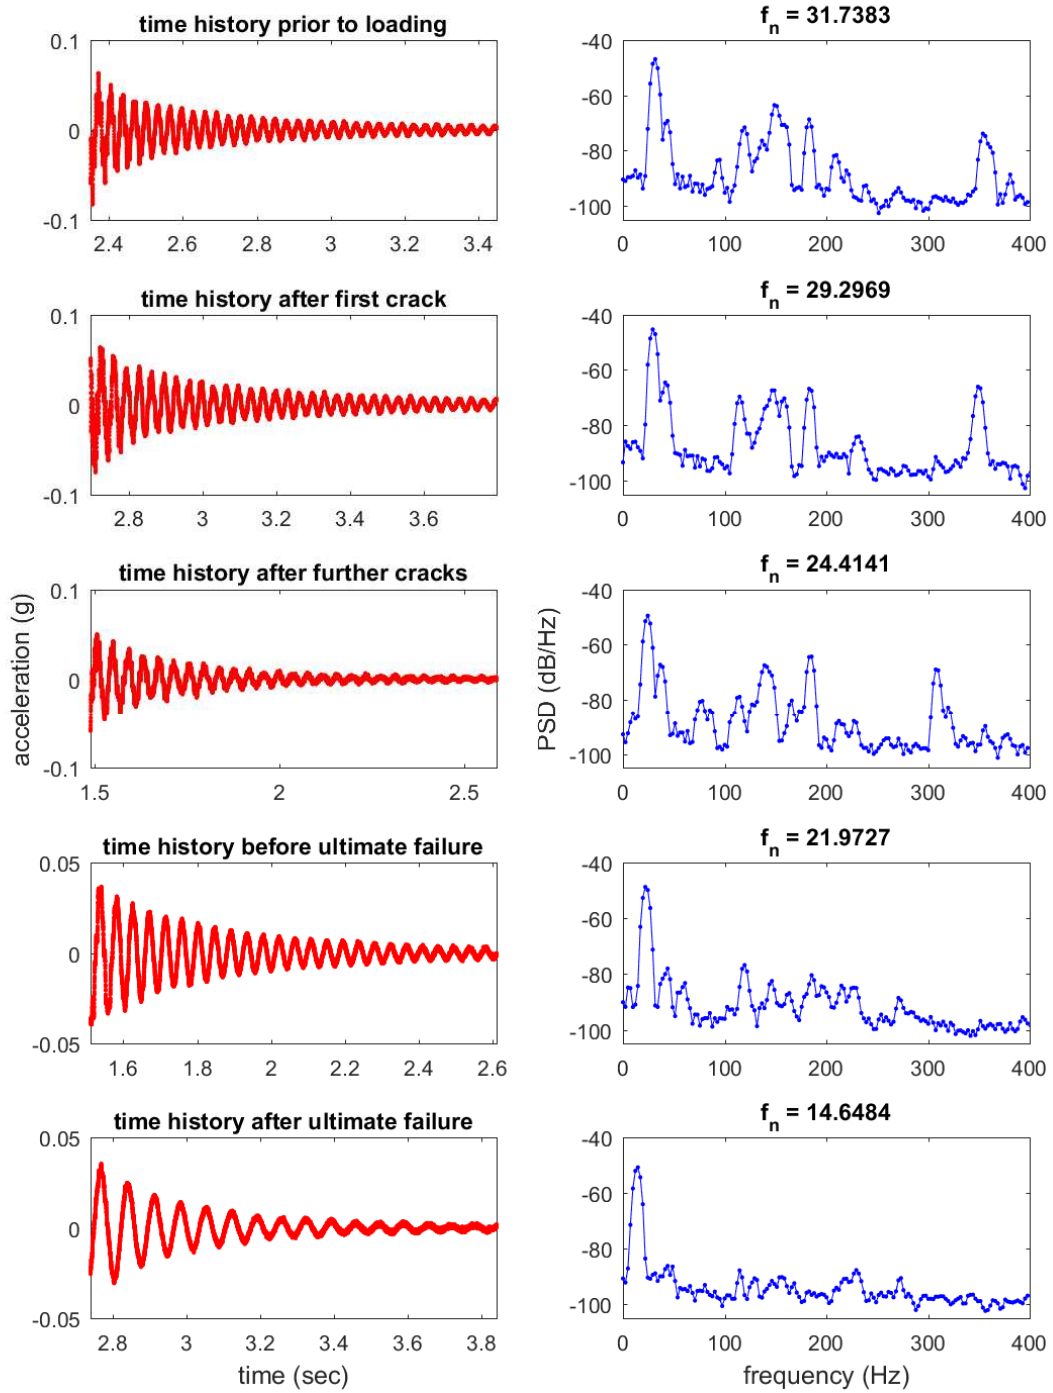 time history prior to loading
0.1
0
-0.1
2.4 2.6 2.8 3 3.2 3.4
f_n = 31.7383
-40
-60
-80
-100
0 100 200 300 400
time history after first crack
0.1
0
-0.1
2.8 3 3.2 3.4 3.6
f_n = 29.2969
-40
-60
-80
-100
0 100 200 300 400
time history after further cracks
0.1
0
-0.1
1.5 2 2.5
acceleration (g)
f_n = 24.4141
-40
-60
-80
-100
0 100 200 300 400
PSD (dB/Hz)
time history before ultimate failure
0.05
0
-0.05
1.6 1.8 2 2.2 2.4 2.6
f_n = 21.9727
-40
-60
-80
-100
0 100 200 300 400
time history after ultimate failure
0.05
0
-0.05
2.8 3 3.2 3.4 3.6 3.8
time (sec)
f_n = 14.6484
-40
-60
-80
-100
0 100 200 300 400
frequency (Hz)